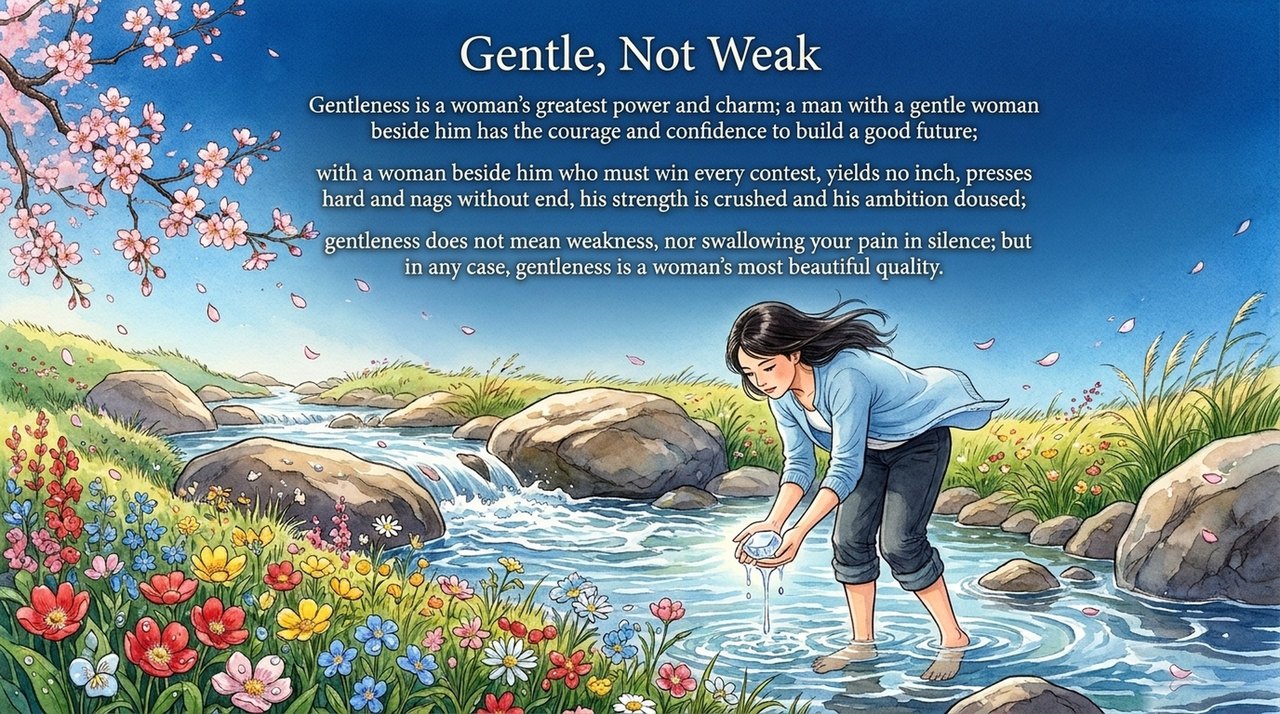 Gentle, Not Weak
Gentleness is a woman's greatest power and charm; a man with a gentle woman
beside him has the courage and confidence to build a good future;
with a woman beside him who must win every contest, yields no inch, presses
hard and nags without end, his strength is crushed and his ambition doused;
gentleness does not mean weakness, nor swallowing your pain in silence; but
in any case, gentleness is a woman's most beautiful quality.